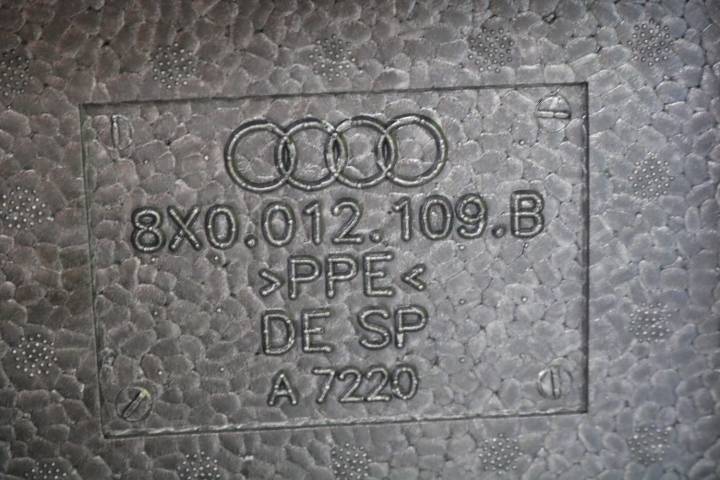 8X0.012.109.B
>PPE<
DE SP
A 7220